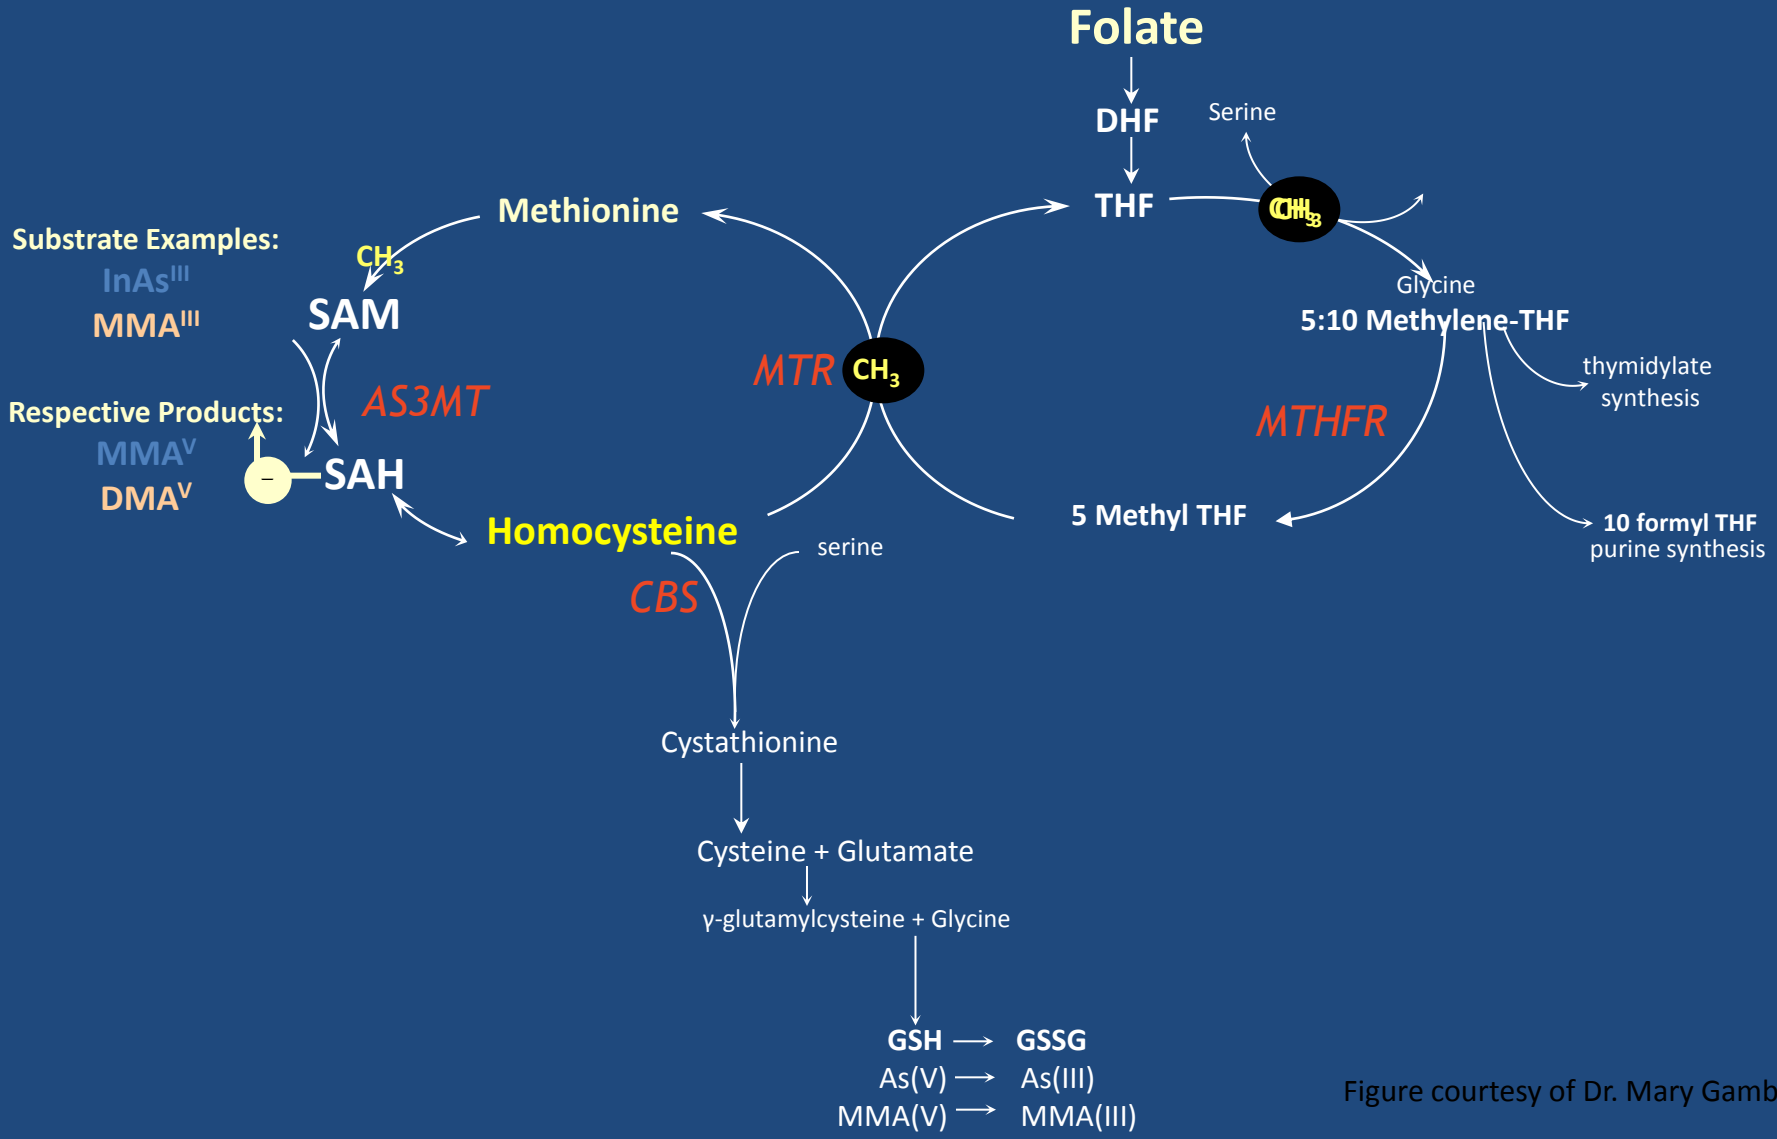 Folate
DHF
Serine
THF
CH₃
Glycine
5:10 Methylene-THF
thymidylate
synthesis
MTHFR
10 formyl THF
purine synthesis
5 Methyl THF
MTR
CH₃
Methionine
CH₃
SAM
Substrate Examples:
InAsᴵᴵᴵ
MMAᴵᴵᴵ
AS3MT
Respective Products:
MMAⱽ
DMAⱽ
−
SAH
Homocysteine
serine
CBS
Cystathionine
Cysteine + Glutamate
γ-glutamylcysteine + Glycine
GSH → GSSG
As(V) → As(III)
MMA(V) → MMA(III)
Figure courtesy of Dr. Mary Gamb